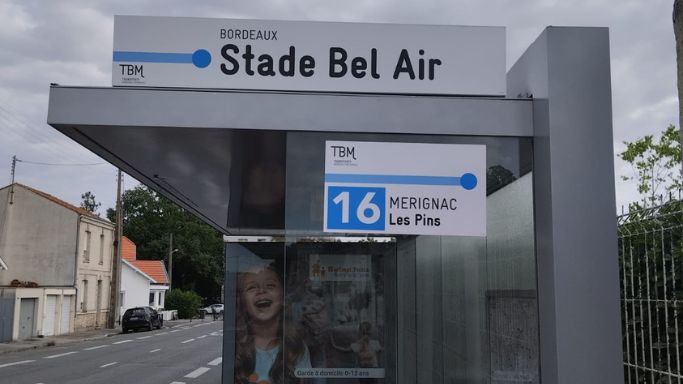 BORDEAUX
Stade Bel Air
TBM
TBM
16 MERIGNAC
Les Pins
Garde à domicile 0-12 ans